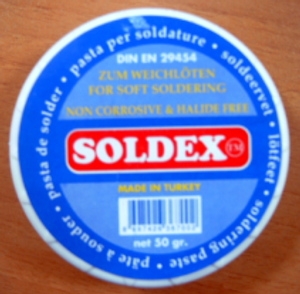 pasta de solder • pasta per soldature • soldeervet • lötfeet • soldering paste • pâte à souder •
DIN EN 29454
ZUM WEICHLÖTEN
FOR SOFT SOLDERING
NON CORROSIVE & HALIDE FREE
SOLDEX TM
MADE IN TURKEY
net 50 gr.